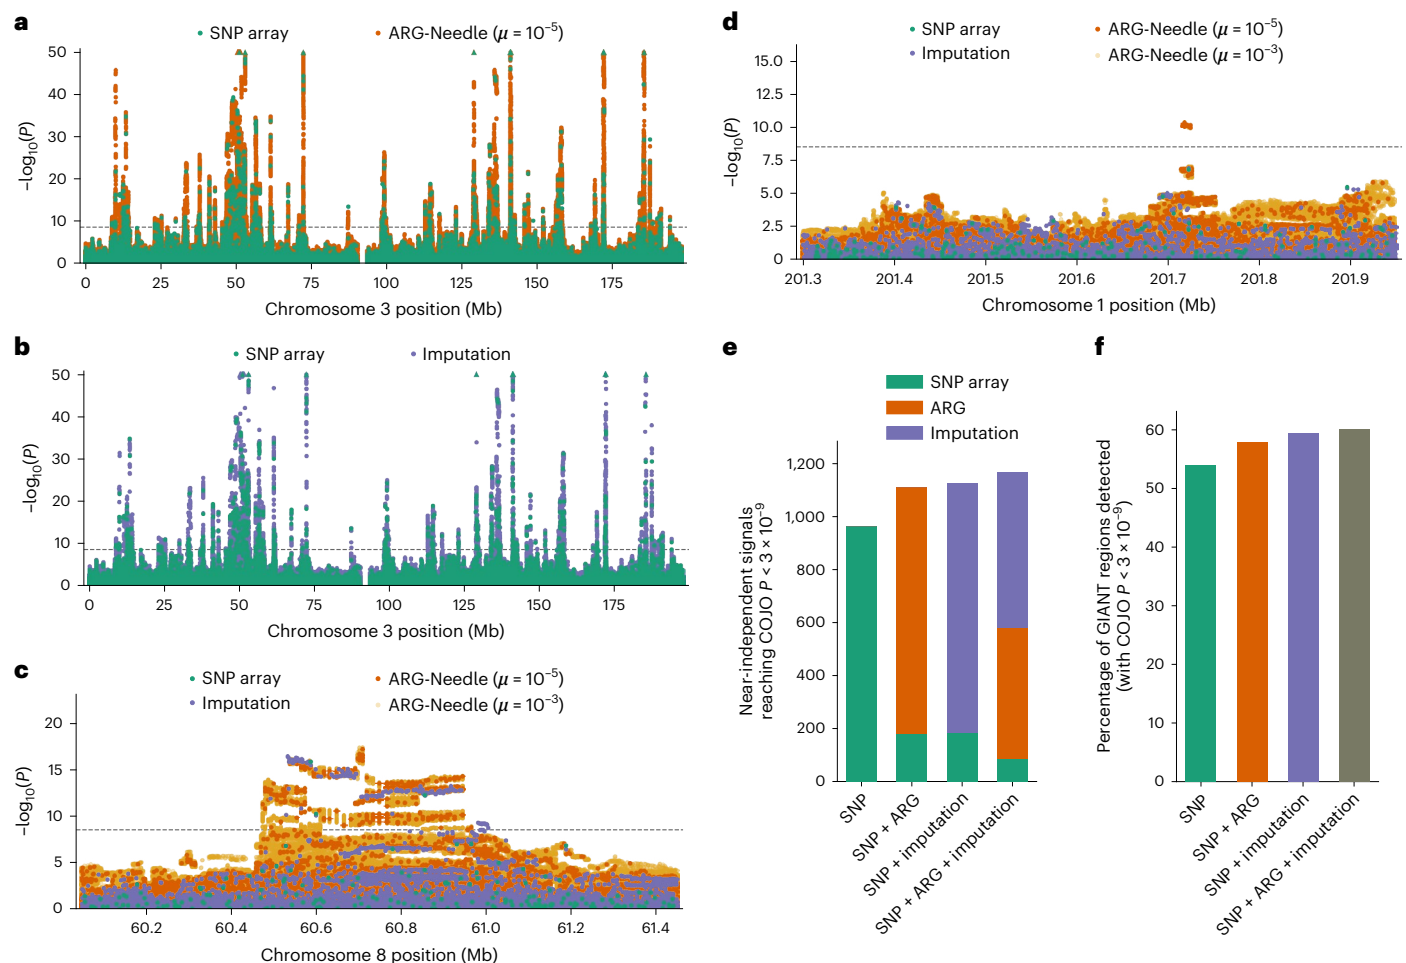 a
SNP array
ARG-Needle (μ = 10⁻⁵)
50
40
30
20
10
0
−log₁₀(P)
0 25 50 75 100 125 150 175
Chromosome 3 position (Mb)
b
SNP array
Imputation
50
40
30
20
10
0
−log₁₀(P)
0 25 50 75 100 125 150 175
Chromosome 3 position (Mb)
c
SNP array
ARG-Needle (μ = 10⁻⁵)
Imputation
ARG-Needle (μ = 10⁻³)
20
15
10
5
0
−log₁₀(P)
60.2 60.4 60.6 60.8 61.0 61.2 61.4
Chromosome 8 position (Mb)
d
SNP array
ARG-Needle (μ = 10⁻⁵)
Imputation
ARG-Needle (μ = 10⁻³)
15.0
12.5
10.0
7.5
5.0
2.5
0
−log₁₀(P)
201.3 201.4 201.5 201.6 201.7 201.8 201.9
Chromosome 1 position (Mb)
e
SNP array
ARG
Imputation
1,200
1,000
800
600
400
200
0
Near-independent signals
reaching COJO P < 3 × 10⁻⁹
SNP
SNP + ARG
SNP + imputation
SNP + ARG + imputation
f
60
50
40
30
20
10
0
Percentage of GIANT regions detected
(with COJO P < 3 × 10⁻⁹)
SNP
SNP + ARG
SNP + imputation
SNP + ARG + imputation